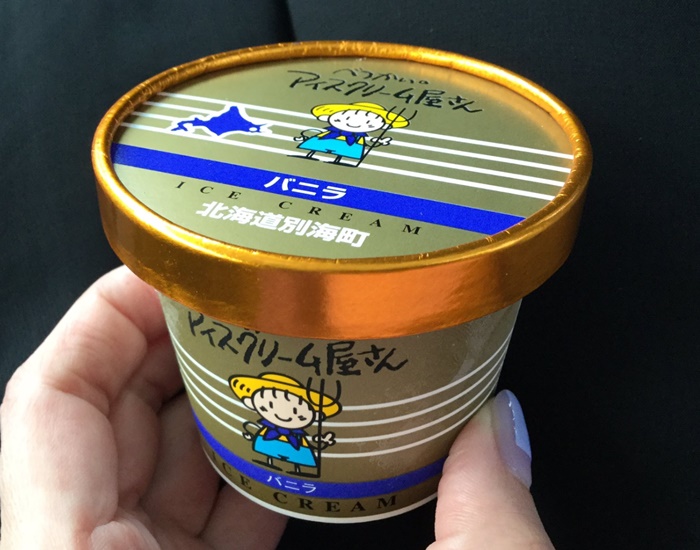 べつかいの
アイスクリーム屋さん
バニラ
ICE CREAM
北海道別海町
アイスクリーム屋さん
バニラ
ICE CREAM